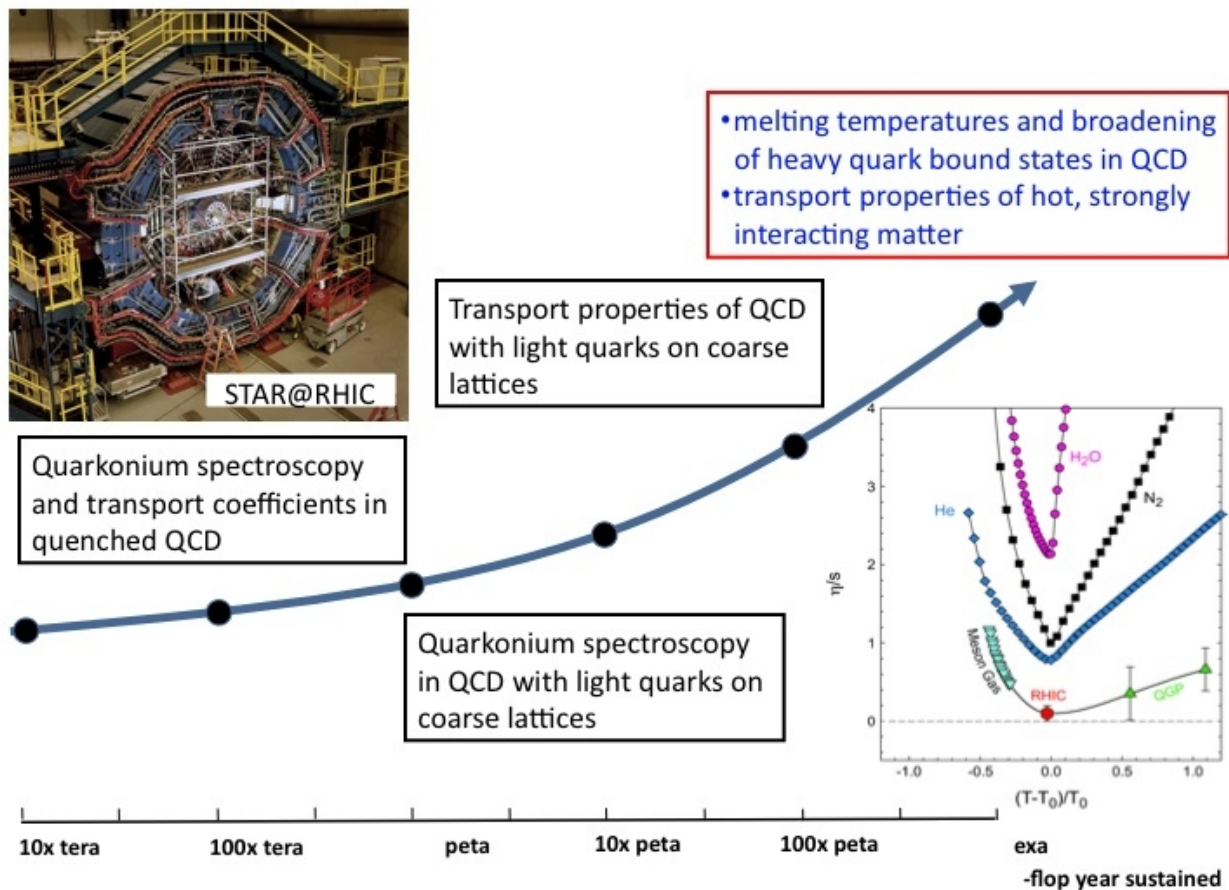 STAR@RHIC
•melting temperatures and broadening
of heavy quark bound states in QCD
•transport properties of hot, strongly
interacting matter
Transport properties of QCD
with light quarks on coarse
lattices
Quarkonium spectroscopy
and transport coefficients in
quenched QCD
Quarkonium spectroscopy
in QCD with light quarks on
coarse lattices
4
3
2
1
0
η/s
He
H₂O
N₂
Meson Gas
RHIC
QGP
-1.0 -0.5 0.0 0.5 1.0
(T-T₀)/T₀
10x tera 100x tera peta 10x peta 100x peta exa
-flop year sustained